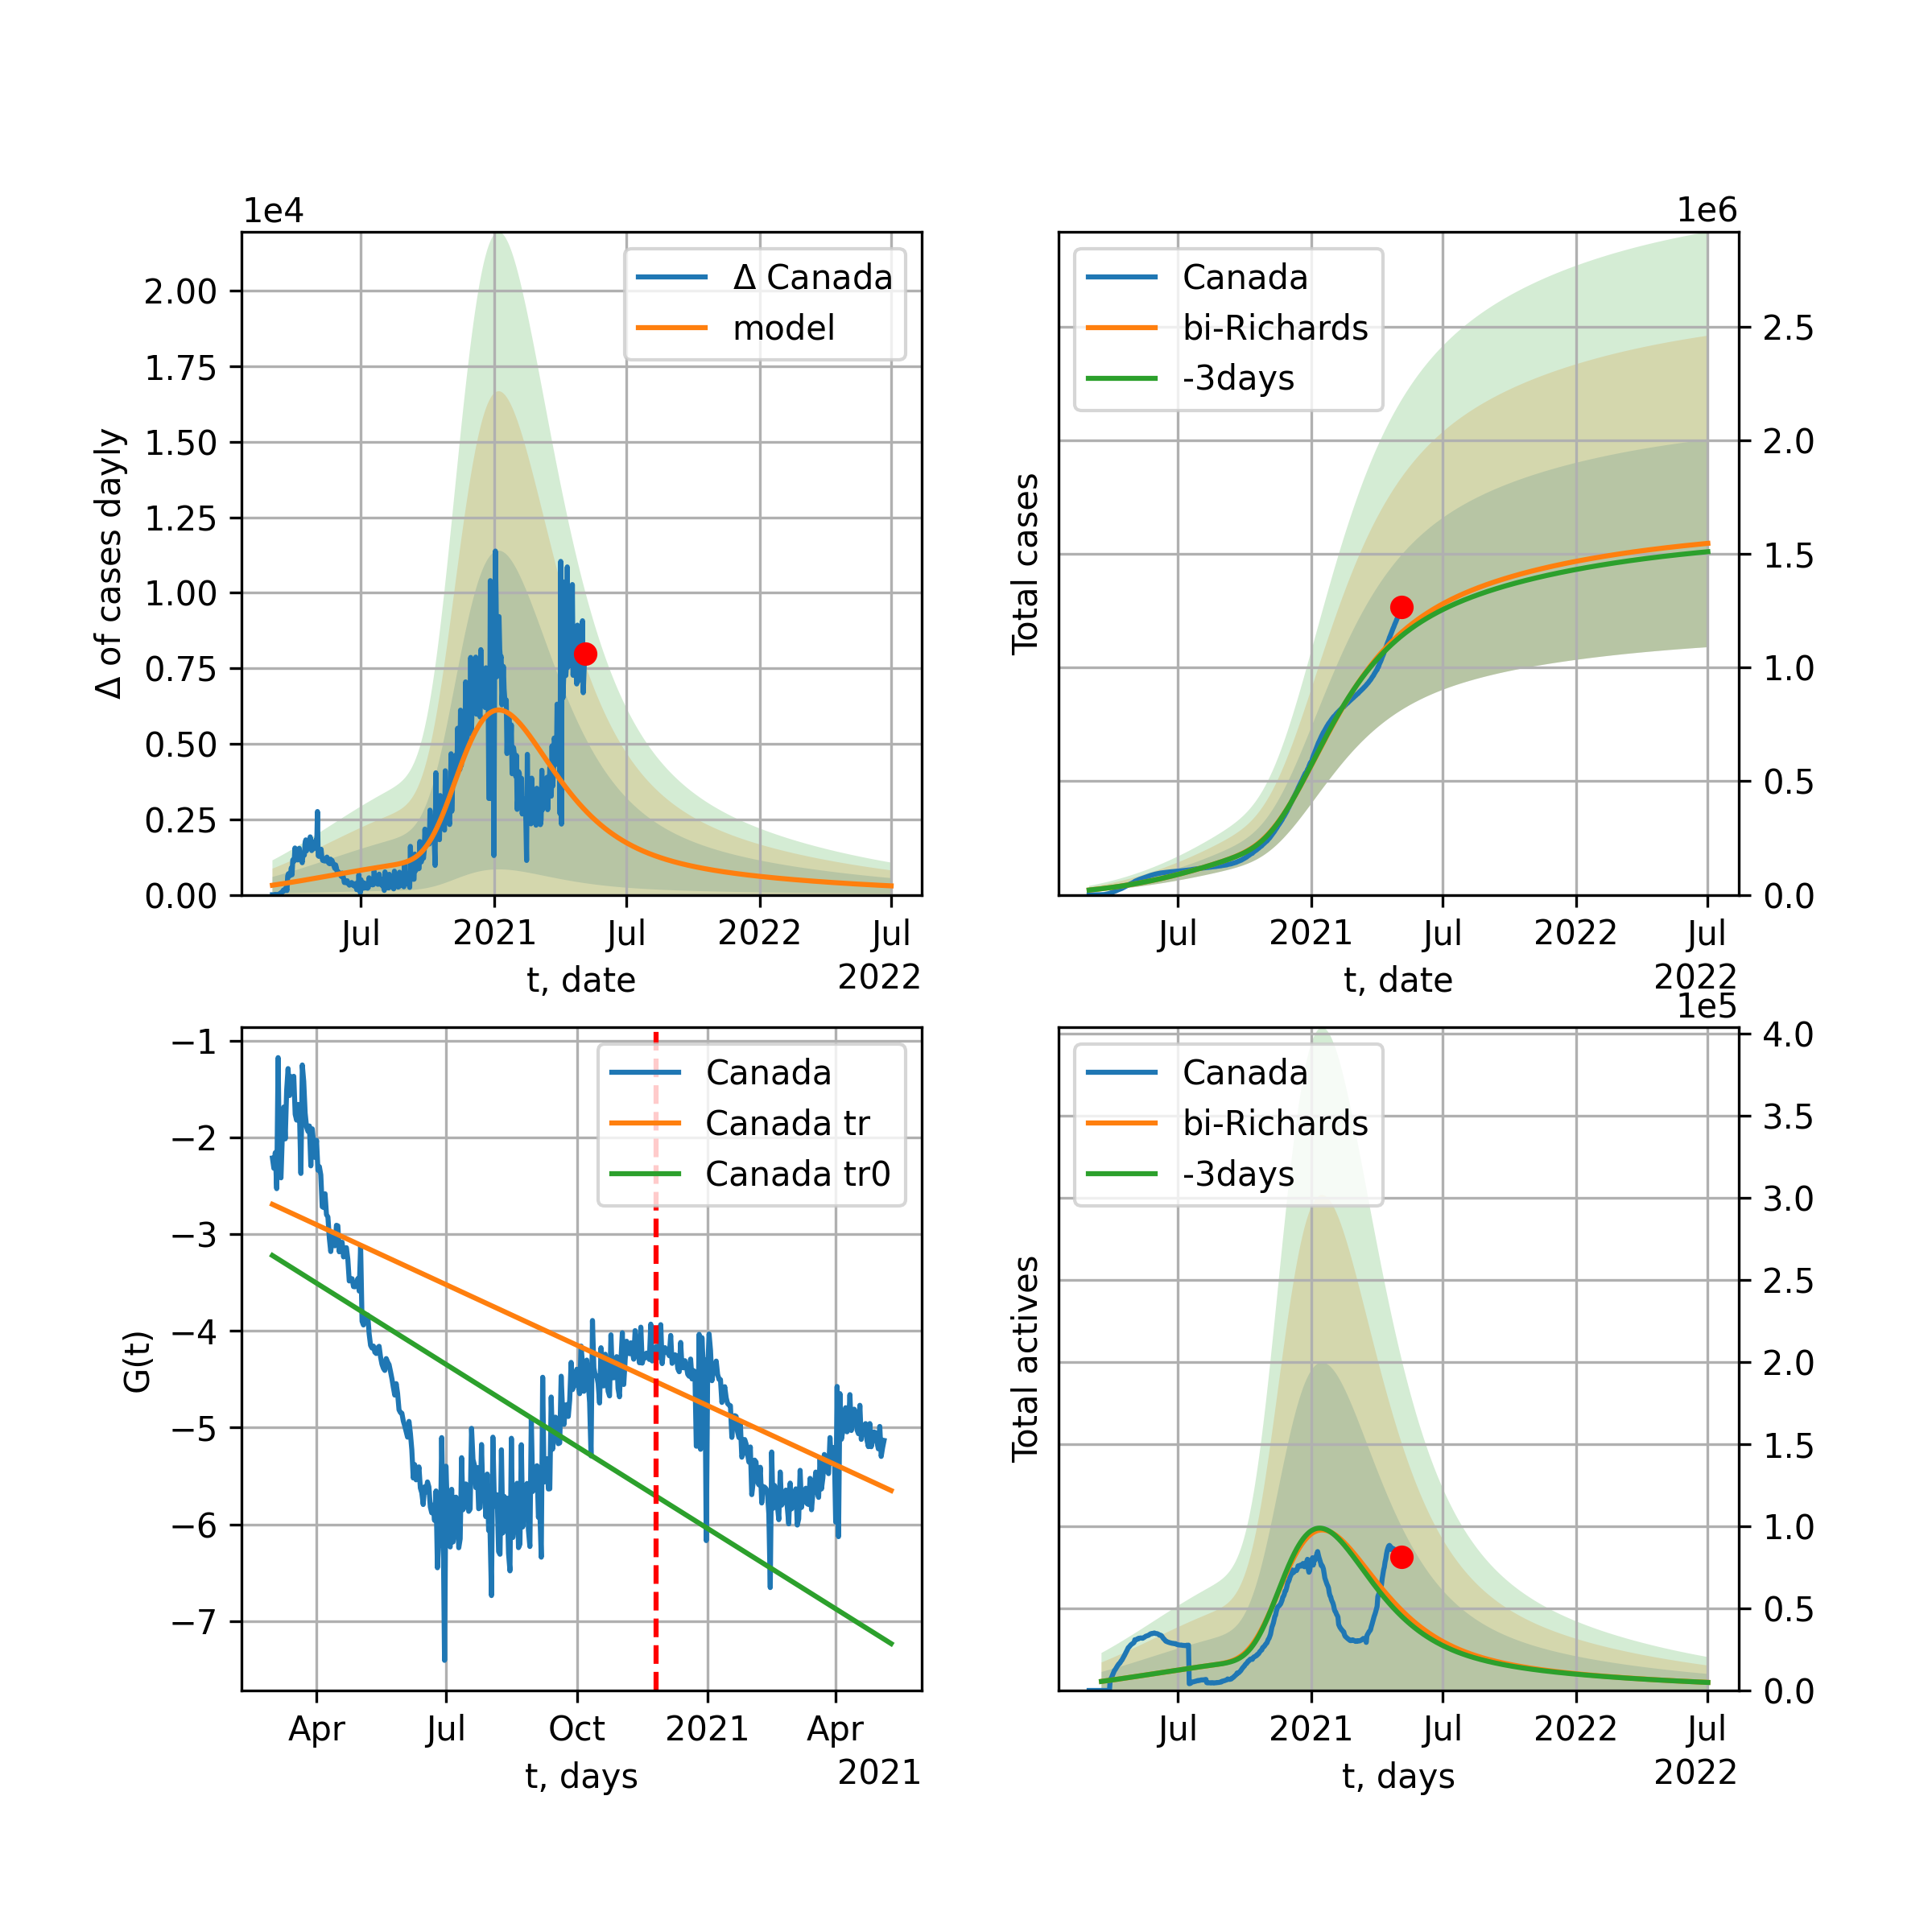 1e4
2.00
1.75
1.50
1.25
1.00
0.75
0.50
0.25
0.00
Δ of cases dayly
Δ Canada
model
Jul
2021
Jul
2022
Jul
2022
t, date
1e6
Total cases
Canada
bi-Richards
-3days
2.5
2.0
1.5
1.0
0.5
0.0
Jul
2021
Jul
2022
Jul
2022
t, date
−1
−2
−3
−4
−5
−6
−7
G(t)
Canada
Canada tr
Canada tr0
Apr
Jul
Oct
2021
Apr
2021
t, days
1e5
Total actives
Canada
bi-Richards
-3days
4.0
3.5
3.0
2.5
2.0
1.5
1.0
0.5
0.0
Jul
2021
Jul
2022
Jul
2022
t, days